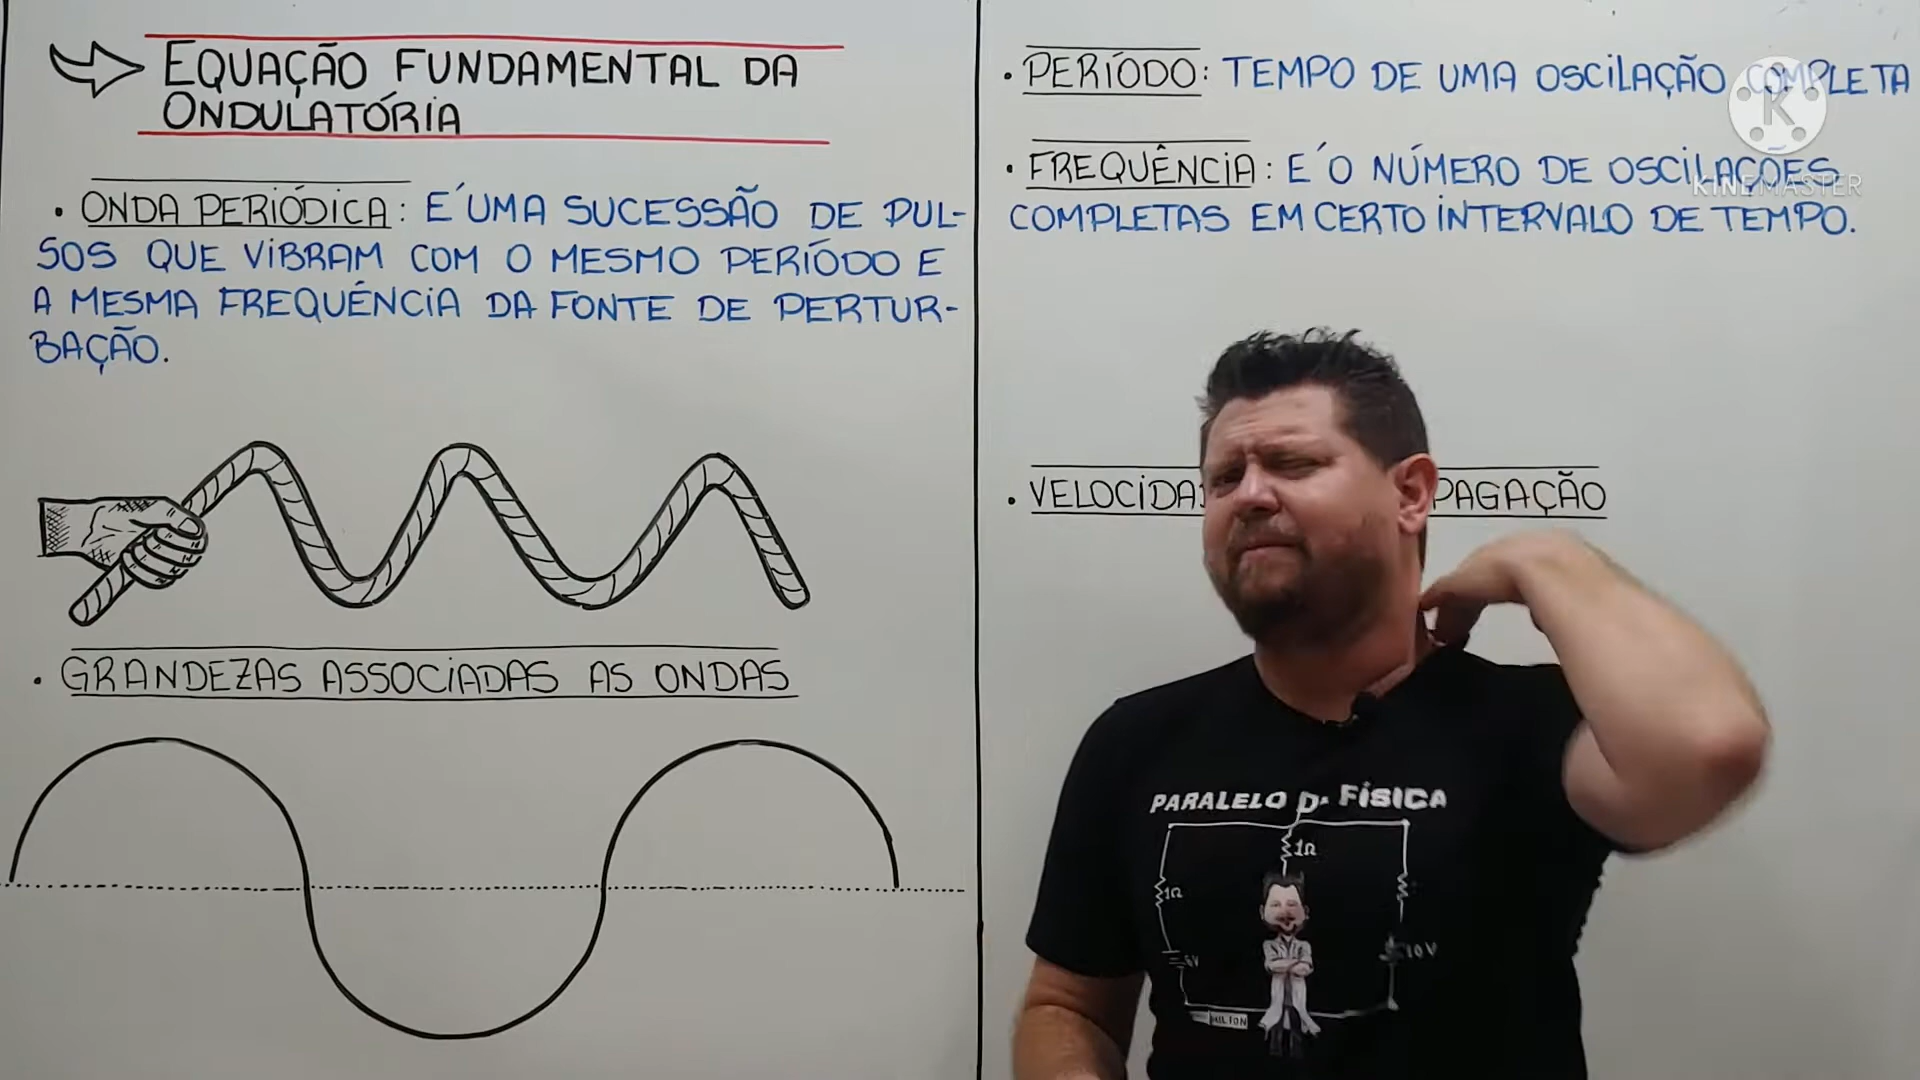 EQUAÇÃO FUNDAMENTAL DA
ONDULATÓRIA
• ONDA PERIÓDICA: E´ UMA SUCESSÃO DE PUL-
SOS QUE VIBRAM COM O MESMO PERÍODO E
A MESMA FREQUÊNCIA DA FONTE DE PERTUR-
BAÇÃO.
• GRANDEZAS ASSOCIADAS AS ONDAS
• PERÍODO: TEMPO DE UMA OSCILAÇÃO COMPLETA
• FREQUÊNCIA: E´ O NÚMERO DE OSCILAÇÕES
COMPLETAS EM CERTO INTERVALO DE TEMPO.
• VELOCIDA PAGAÇÃO
K
KINEMASTER
PARALELO DA FÍSICA
1Ω
1Ω
10V